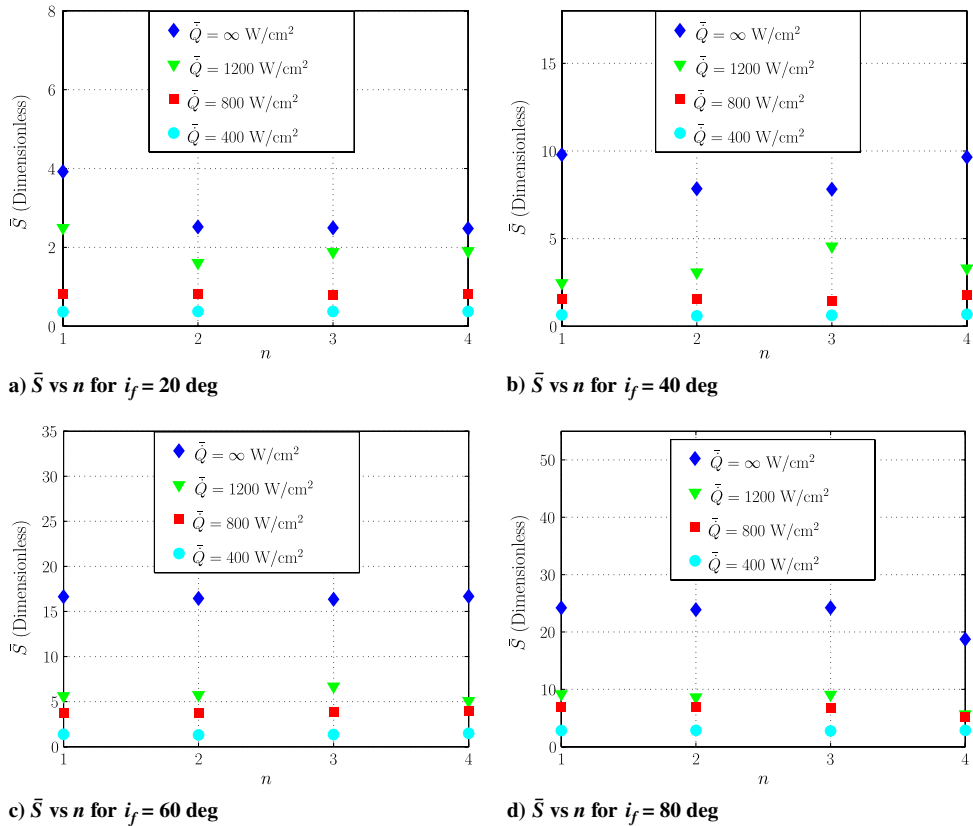 8
6
4
2
0
S̄ (Dimensionless)
Q̄̇ = ∞ W/cm²
Q̄̇ = 1200 W/cm²
Q̄̇ = 800 W/cm²
Q̄̇ = 400 W/cm²
1 2 3 4
n
a) S̄ vs n for i_f = 20 deg
15
10
5
0
S̄ (Dimensionless)
Q̄̇ = ∞ W/cm²
Q̄̇ = 1200 W/cm²
Q̄̇ = 800 W/cm²
Q̄̇ = 400 W/cm²
1 2 3 4
n
b) S̄ vs n for i_f = 40 deg
35
30
25
20
15
10
5
0
S̄ (Dimensionless)
Q̄̇ = ∞ W/cm²
Q̄̇ = 1200 W/cm²
Q̄̇ = 800 W/cm²
Q̄̇ = 400 W/cm²
1 2 3 4
n
c) S̄ vs n for i_f = 60 deg
50
40
30
20
10
0
S̄ (Dimensionless)
Q̄̇ = ∞ W/cm²
Q̄̇ = 1200 W/cm²
Q̄̇ = 800 W/cm²
Q̄̇ = 400 W/cm²
1 2 3 4
n
d) S̄ vs n for i_f = 80 deg